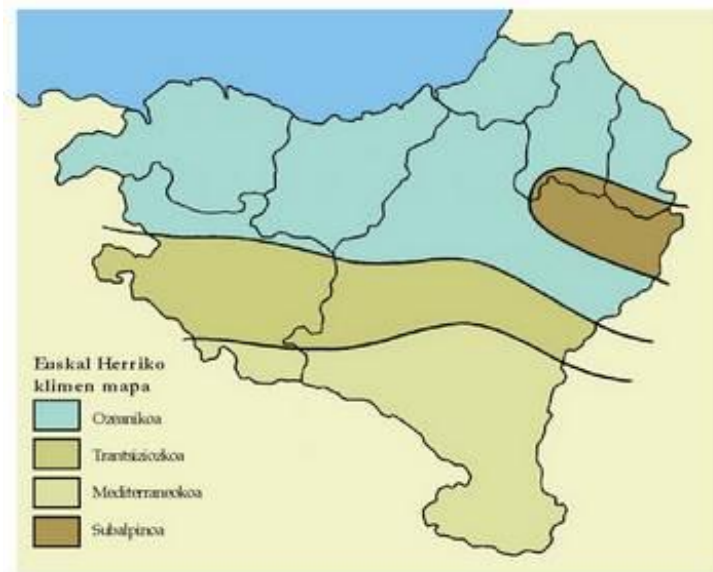 Euskal Herriko
klimen mapa
Ozeanikoa
Trantsiziozkoa
Mediterraneokoa
Subalpinoa